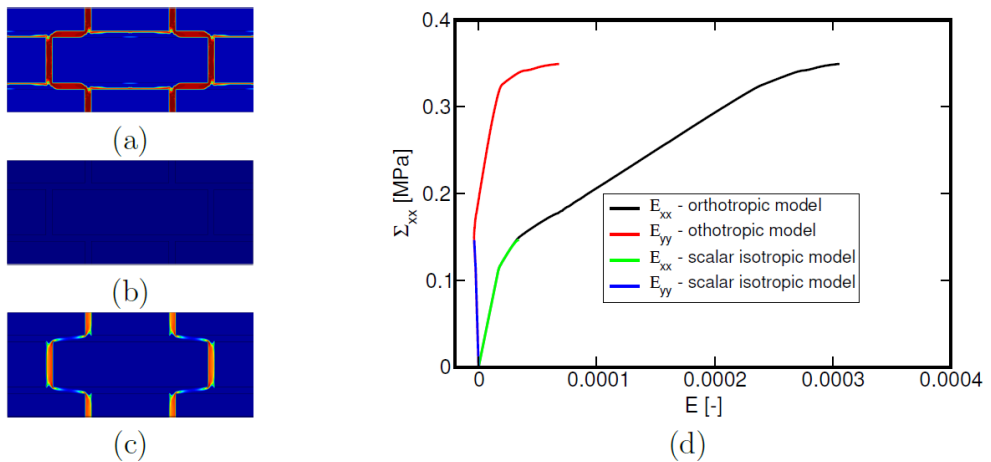 (a)
(b)
(c)
0.4
0.3
0.2
0.1
0
Σxx [MPa]
0 0.0001 0.0002 0.0003 0.0004
E [-]
Exx - orthotropic model
Eyy - othotropic model
Exx - scalar isotropic model
Eyy - scalar isotropic model
(d)